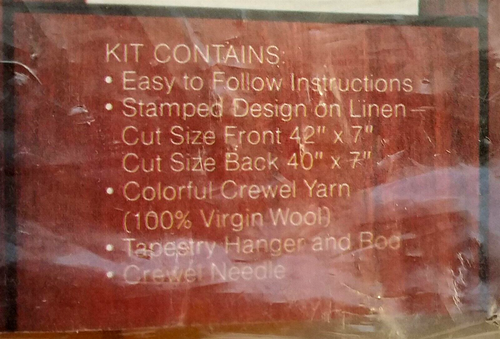 KIT CONTAINS:
• Easy to Follow Instructions
• Stamped Design on Linen
Cut Size Front 42" x 7"
Cut Size Back 40" x 7"
• Colorful Crewel Yarn
(100% Virgin Wool)
• Tapestry Hanger and Rod
• Crewel Needle